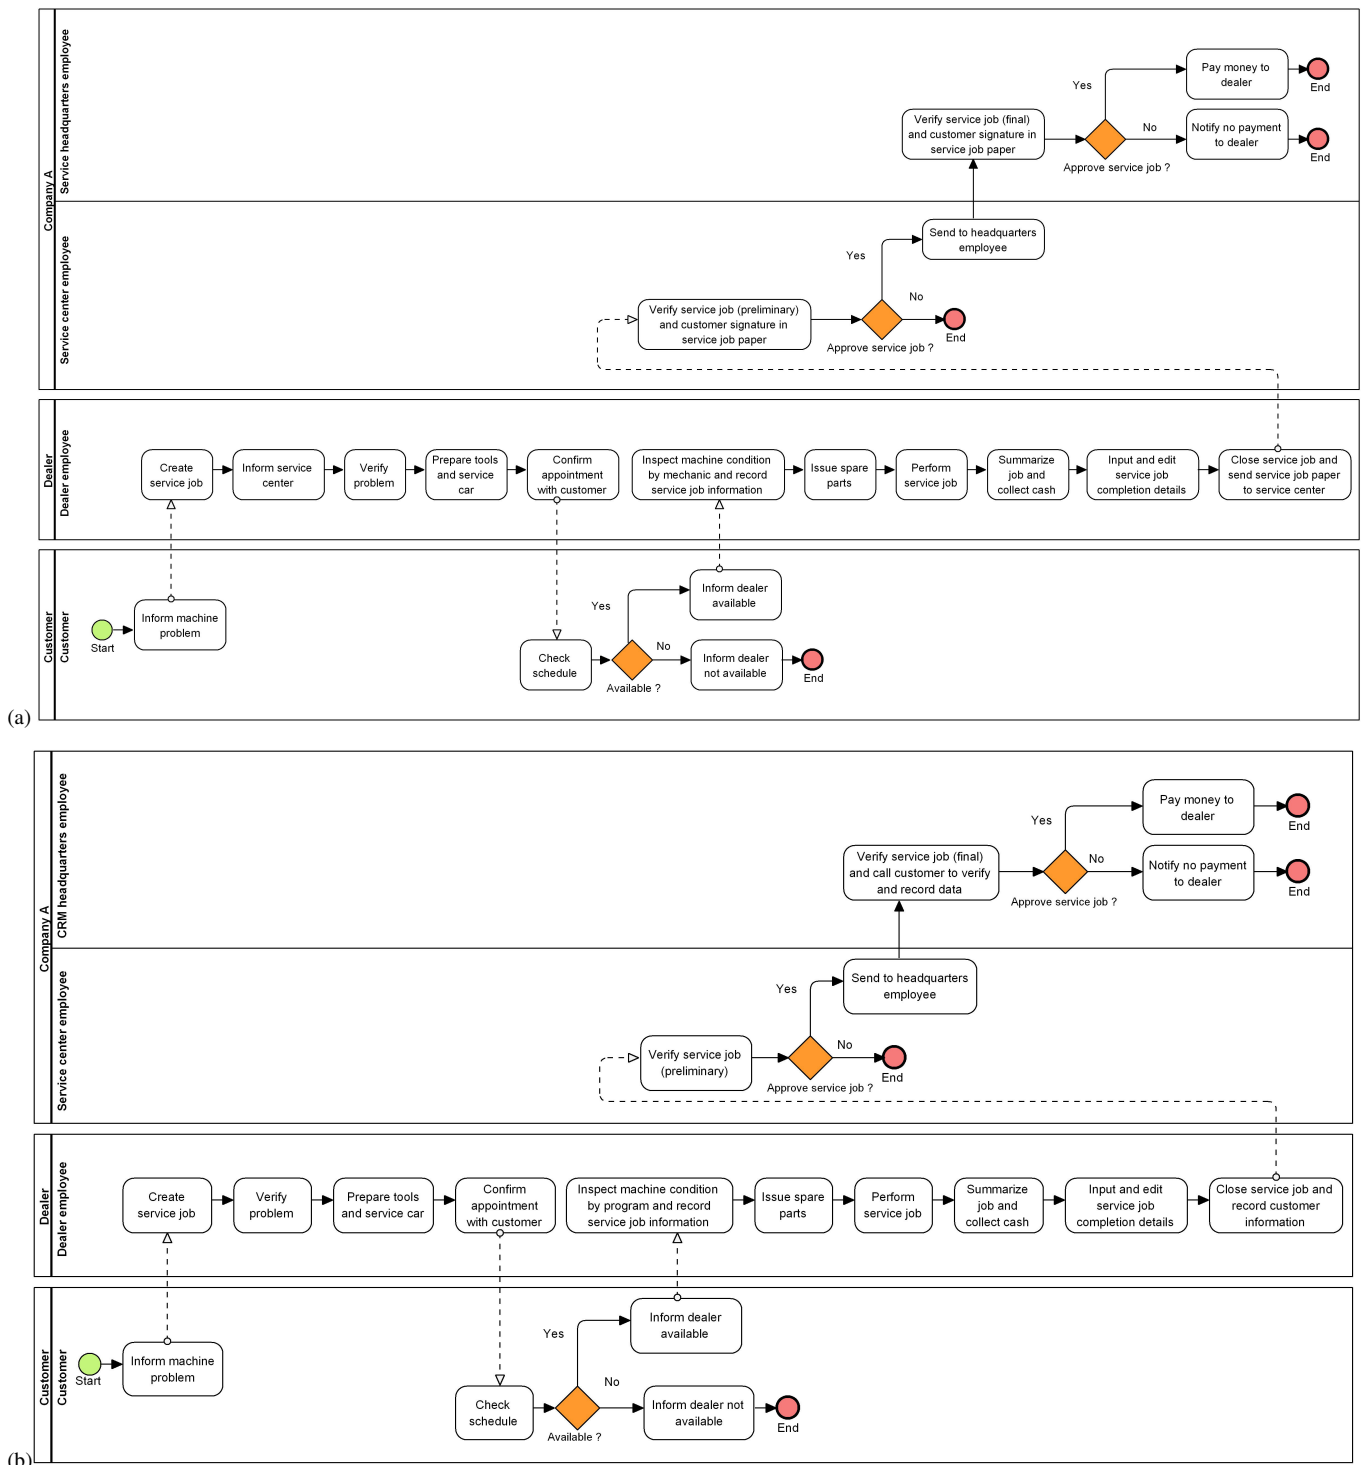 Company A
Service headquarters employee
Pay money to
dealer
End
Yes
Verify service job (final)
and customer signature in
service job paper
No
Notify no payment
to dealer
End
Approve service job ?
Service center employee
Send to headquarters
employee
Yes
No
Verify service job (preliminary)
and customer signature in
service job paper
End
Approve service job ?
Dealer
Dealer employee
Create
service job
Inform service
center
Verify
problem
Prepare tools
and service
car
Confirm
appointment
with customer
Inspect machine condition
by mechanic and record
service job information
Issue spare
parts
Perform
service job
Summarize
job and
collect cash
Input and edit
service job
completion details
Close service job and
send service job paper
to service center
Customer
Customer
Start
Inform machine
problem
Yes
Inform dealer
available
Check
schedule
No
Available ?
Inform dealer
not available
End
(a)
Company A
CRM headquarters employee
Pay money to
dealer
End
Yes
Verify service job (final)
and call customer to verify
and record data
No
Notify no payment
to dealer
End
Approve service job ?
Service center employee
Send to headquarters
employee
Yes
No
Verify service job
(preliminary)
End
Approve service job ?
Dealer
Dealer employee
Create
service job
Verify
problem
Prepare tools
and service car
Confirm
appointment
with customer
Inspect machine condition
by program and record
service job information
Issue spare
parts
Perform
service job
Summarize
job and
collect cash
Input and edit
service job
completion details
Close service job and
record customer
information
Customer
Customer
Start
Inform machine
problem
Yes
Inform dealer
available
Check
schedule
No
Available ?
Inform dealer not
available
End
(b)